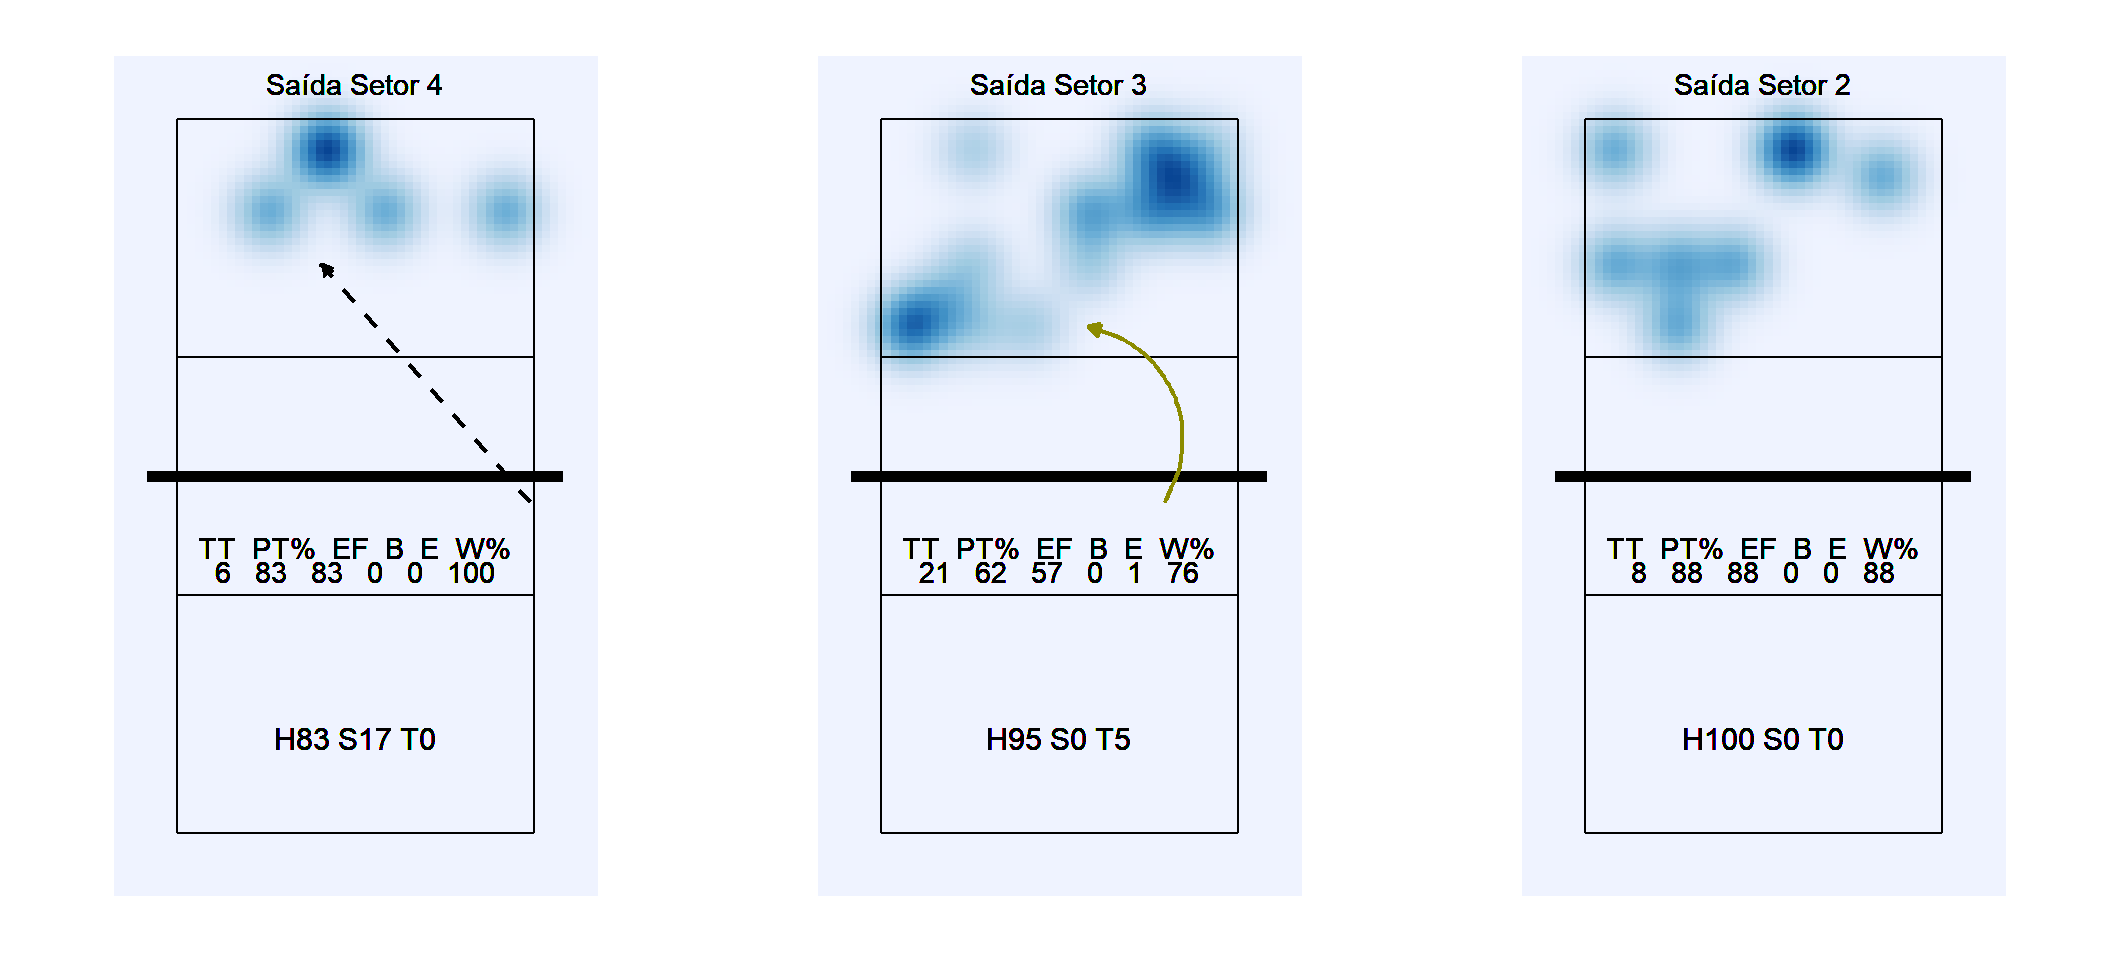 Saída Setor 4
TT PT% EF B E W%
6 83 83 0 0 100
H83 S17 T0
Saída Setor 3
TT PT% EF B E W%
21 62 57 0 1 76
H95 S0 T5
Saída Setor 2
TT PT% EF B E W%
8 88 88 0 0 88
H100 S0 T0